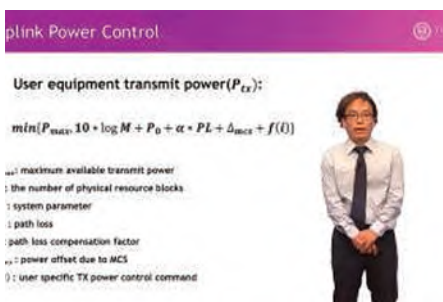 plink Power Control
User equipment transmit power(P_tx):
min{P_max, 10 * log M + P_0 + α * PL + Δ_mcs + f(i)}
max : maximum available transmit power
: the number of physical resource blocks
: system parameter
: path loss
: path loss compensation factor
: power offset due to MCS
) : user specific TX power control command